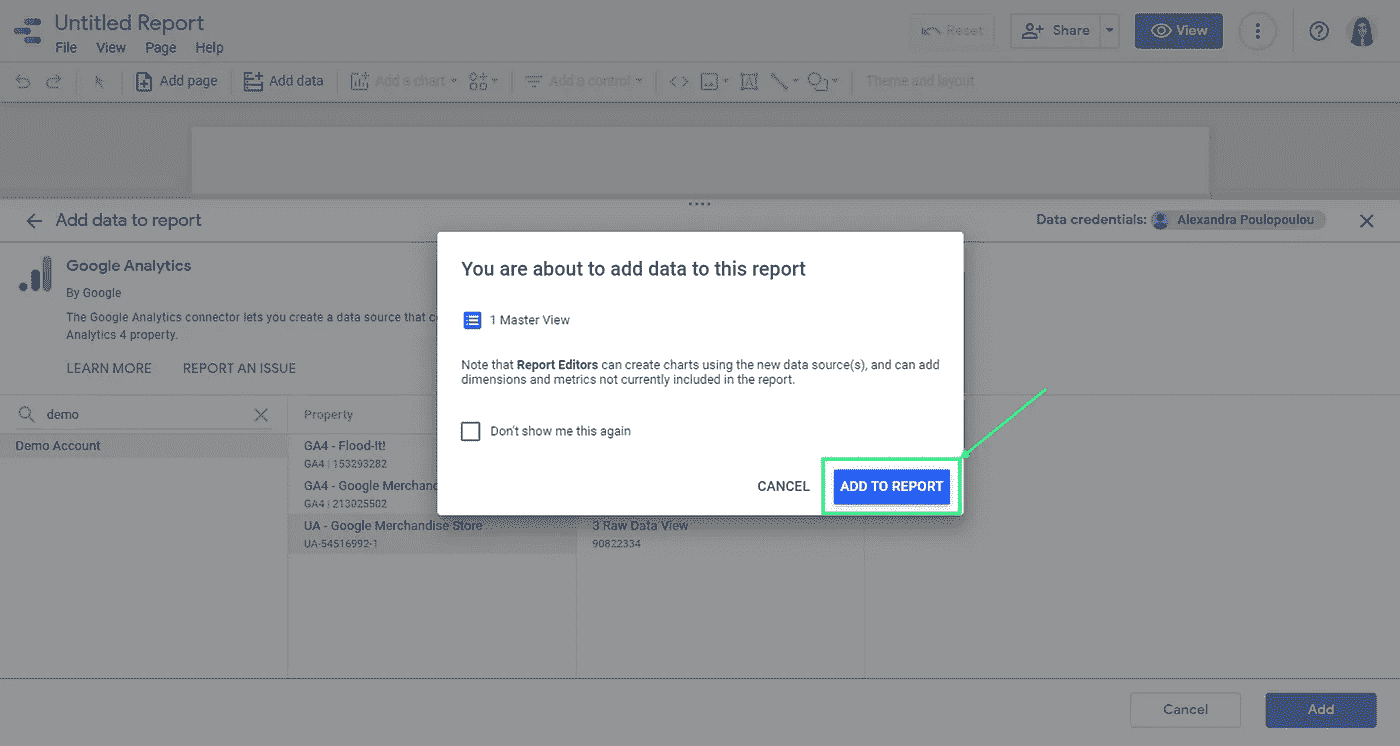 Untitled Report
File View Page Help
Reset
Share
View
Add page
Add data
Add a chart
Add a control
Theme and layout
Add data to report
Data credentials: Alexandra Poulopoulou
Google Analytics
By Google
The Google Analytics connector lets you create a data source that c
Analytics 4 property.
LEARN MORE REPORT AN ISSUE
demo
Demo Account
Property
GA4 - Flood-It!
GA4 | 153293282
GA4 - Google Merchan
GA4 | 213025502
UA - Google Merchandise Store
UA-54516992-1
3 Raw Data View
90822334
You are about to add data to this report
1 Master View
Note that Report Editors can create charts using the new data source(s), and can add
dimensions and metrics not currently included in the report.
Don't show me this again
CANCEL ADD TO REPORT
Cancel Add